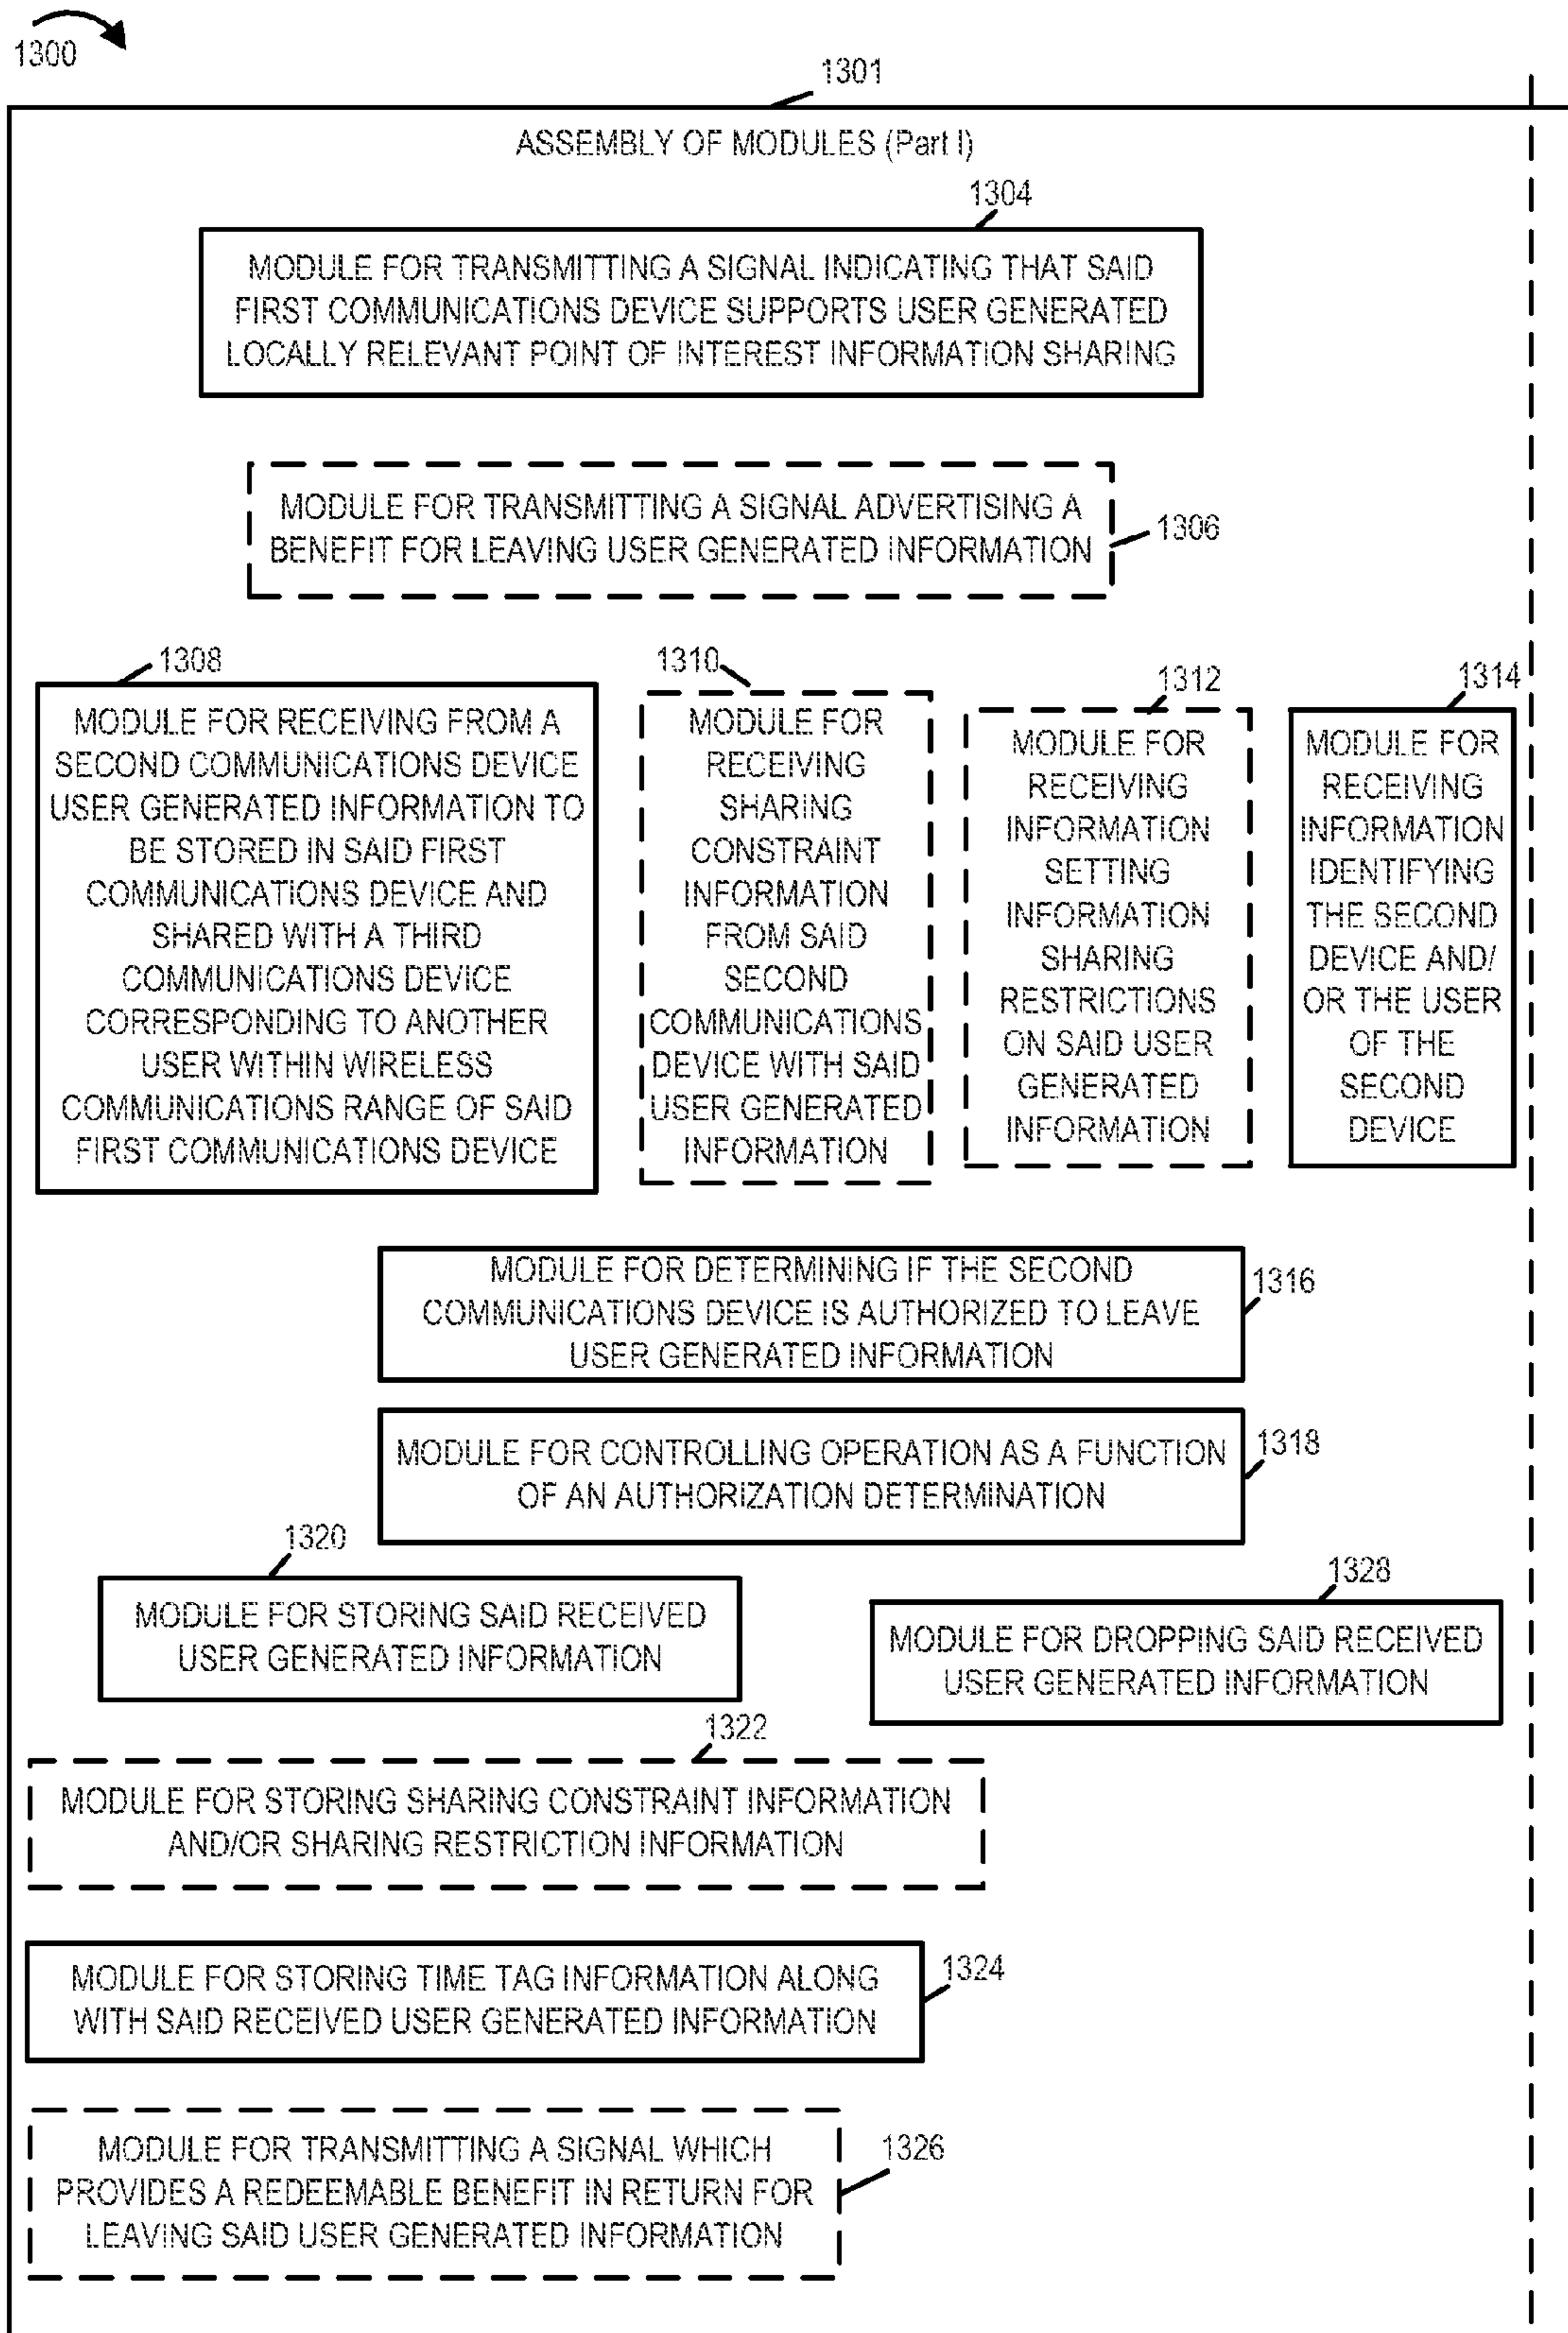 1300
1301
ASSEMBLY OF MODULES (Part I)
1304
MODULE FOR TRANSMITTING A SIGNAL INDICATING THAT SAID
FIRST COMMUNICATIONS DEVICE SUPPORTS USER GENERATED
LOCALLY RELEVANT POINT OF INTEREST INFORMATION SHARING
MODULE FOR TRANSMITTING A SIGNAL ADVERTISING A
BENEFIT FOR LEAVING USER GENERATED INFORMATION
1306
1308
MODULE FOR RECEIVING FROM A
SECOND COMMUNICATIONS DEVICE
USER GENERATED INFORMATION TO
BE STORED IN SAID FIRST
COMMUNICATIONS DEVICE AND
SHARED WITH A THIRD
COMMUNICATIONS DEVICE
CORRESPONDING TO ANOTHER
USER WITHIN WIRELESS
COMMUNICATIONS RANGE OF SAID
FIRST COMMUNICATIONS DEVICE
1310
MODULE FOR
RECEIVING
SHARING
CONSTRAINT
INFORMATION
FROM SAID
SECOND
COMMUNICATIONS
DEVICE WITH SAID
USER GENERATED
INFORMATION
1312
MODULE FOR
RECEIVING
INFORMATION
SETTING
INFORMATION
SHARING
RESTRICTIONS
ON SAID USER
GENERATED
INFORMATION
1314
MODULE FOR
RECEIVING
INFORMATION
IDENTIFYING
THE SECOND
DEVICE AND/
OR THE USER
OF THE
SECOND
DEVICE
MODULE FOR DETERMINING IF THE SECOND
COMMUNICATIONS DEVICE IS AUTHORIZED TO LEAVE
USER GENERATED INFORMATION
1316
MODULE FOR CONTROLLING OPERATION AS A FUNCTION
OF AN AUTHORIZATION DETERMINATION
1318
1320
MODULE FOR STORING SAID RECEIVED
USER GENERATED INFORMATION
1328
MODULE FOR DROPPING SAID RECEIVED
USER GENERATED INFORMATION
1322
MODULE FOR STORING SHARING CONSTRAINT INFORMATION
AND/OR SHARING RESTRICTION INFORMATION
MODULE FOR STORING TIME TAG INFORMATION ALONG
WITH SAID RECEIVED USER GENERATED INFORMATION
1324
MODULE FOR TRANSMITTING A SIGNAL WHICH
PROVIDES A REDEEMABLE BENEFIT IN RETURN FOR
LEAVING SAID USER GENERATED INFORMATION
1326